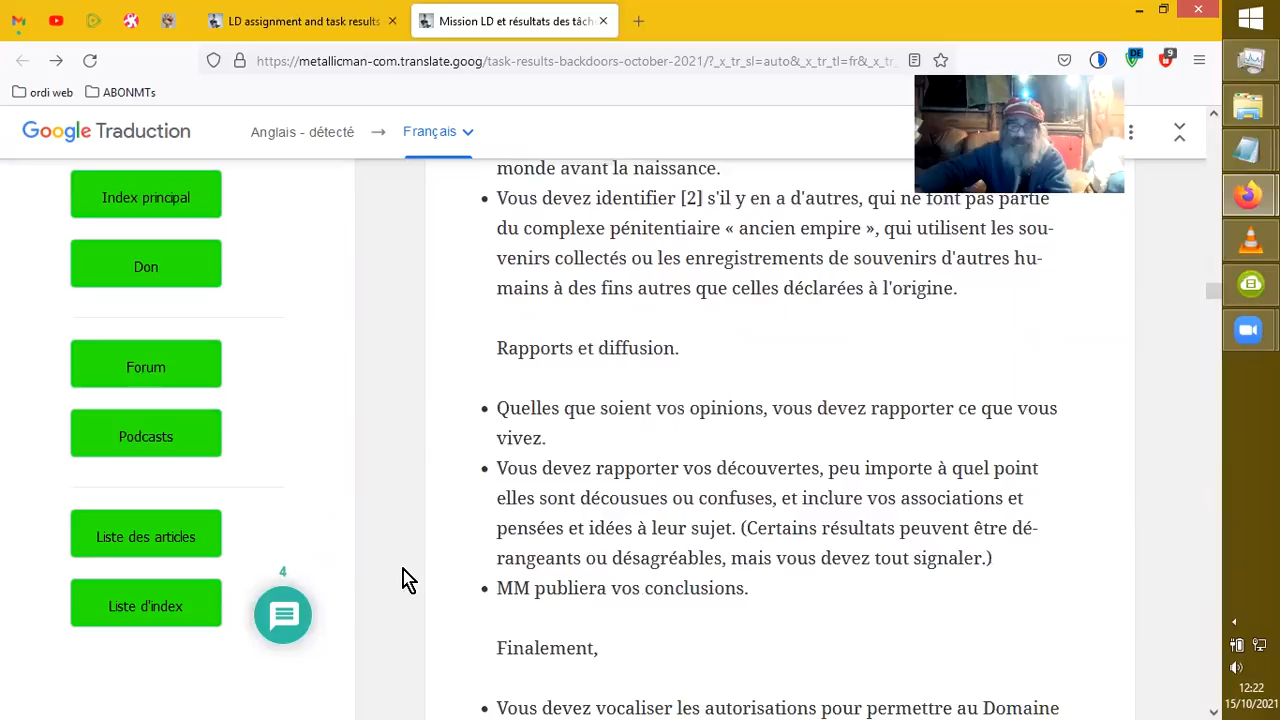 LD assignment and task results
Mission LD et résultats des tâch
https://metallicman-com.translate.goog/task-results-backdoors-october-2021/?_x_tr_sl=auto&_x_tr_tl=fr&_x_
DE
9
ordi web
ABONMTs
Google Traduction
Anglais - détecté
Français
Index principal
Don
Forum
Podcasts
Liste des articles
Liste d'index
4
monde avant la naissance.
Vous devez identifier [2] s'il y en a d'autres, qui ne font pas partie
du complexe pénitentiaire « ancien empire », qui utilisent les sou-
venirs collectés ou les enregistrements de souvenirs d'autres hu-
mains à des fins autres que celles déclarées à l'origine.
Rapports et diffusion.
Quelles que soient vos opinions, vous devez rapporter ce que vous
vivez.
Vous devez rapporter vos découvertes, peu importe à quel point
elles sont décousues ou confuses, et inclure vos associations et
pensées et idées à leur sujet. (Certains résultats peuvent être dé-
rangeants ou désagréables, mais vous devez tout signaler.)
MM publiera vos conclusions.
Finalement,
Vous devez vocaliser les autorisations pour permettre au Domaine
12:22
15/10/2021